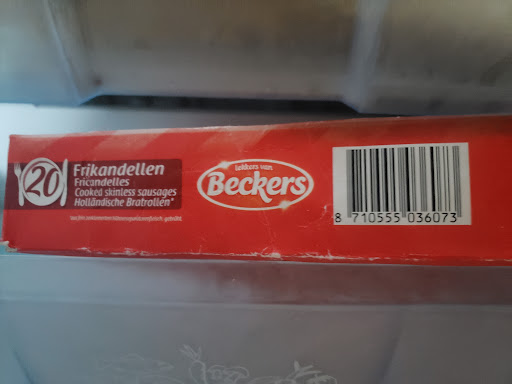 20
Frikandellen
Fricandelles
Cooked skinless sausages
Holländische Bratrollen*
lekkers van
Beckers
8 710555 036073